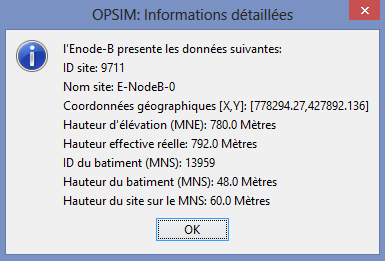 OPSIM: Informations détaillées
l'Enode-B presente les données suivantes:
ID site: 9711
Nom site: E-NodeB-0
Coordonnées géographiques [X,Y]: [778294.27,427892.136]
Hauteur d'élévation (MNE): 780.0 Mètres
Hauteur effective réelle: 792.0 Mètres
ID du batiment (MNS): 13959
Hauteur du batiment (MNS): 48.0 Mètres
Hauteur du site sur le MNS: 60.0 Mètres
OK